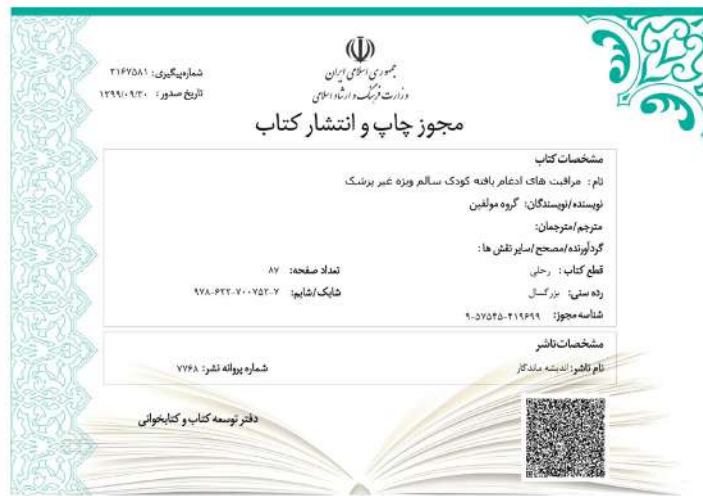 جمهوری اسلامی ایران
وزارت فرهنگ و ارشاد اسلامی
شماره‌پیگیری: ۳۱۶۷۵۸۱
تاریخ صدور: ۱۳۹۹/۰۹/۳۰
مجوز چاپ و انتشار کتاب
مشخصات کتاب
نام: مراقبت های ادغام یافته کودک سالم ویژه غیر پزشک
نویسنده/نویسندگان: گروه مولفین
مترجم/مترجمان:
گردآورنده/مصحح/سایر نقش ها:
قطع کتاب: رحلی تعداد صفحه: ۸۷
رده سنی: بزرگسال شابک/شاپم: ۹۷۸-۶۲۲-۷۰۰۷۵۲-۷
شناسه مجوز: ۹-۵۷۵۴۵-۴۱۹۶۹۹
مشخصات ناشر
نام ناشر: اندیشه ماندگار شماره پروانه نشر: ۷۷۶۸
دفتر توسعه کتاب و کتابخوانی